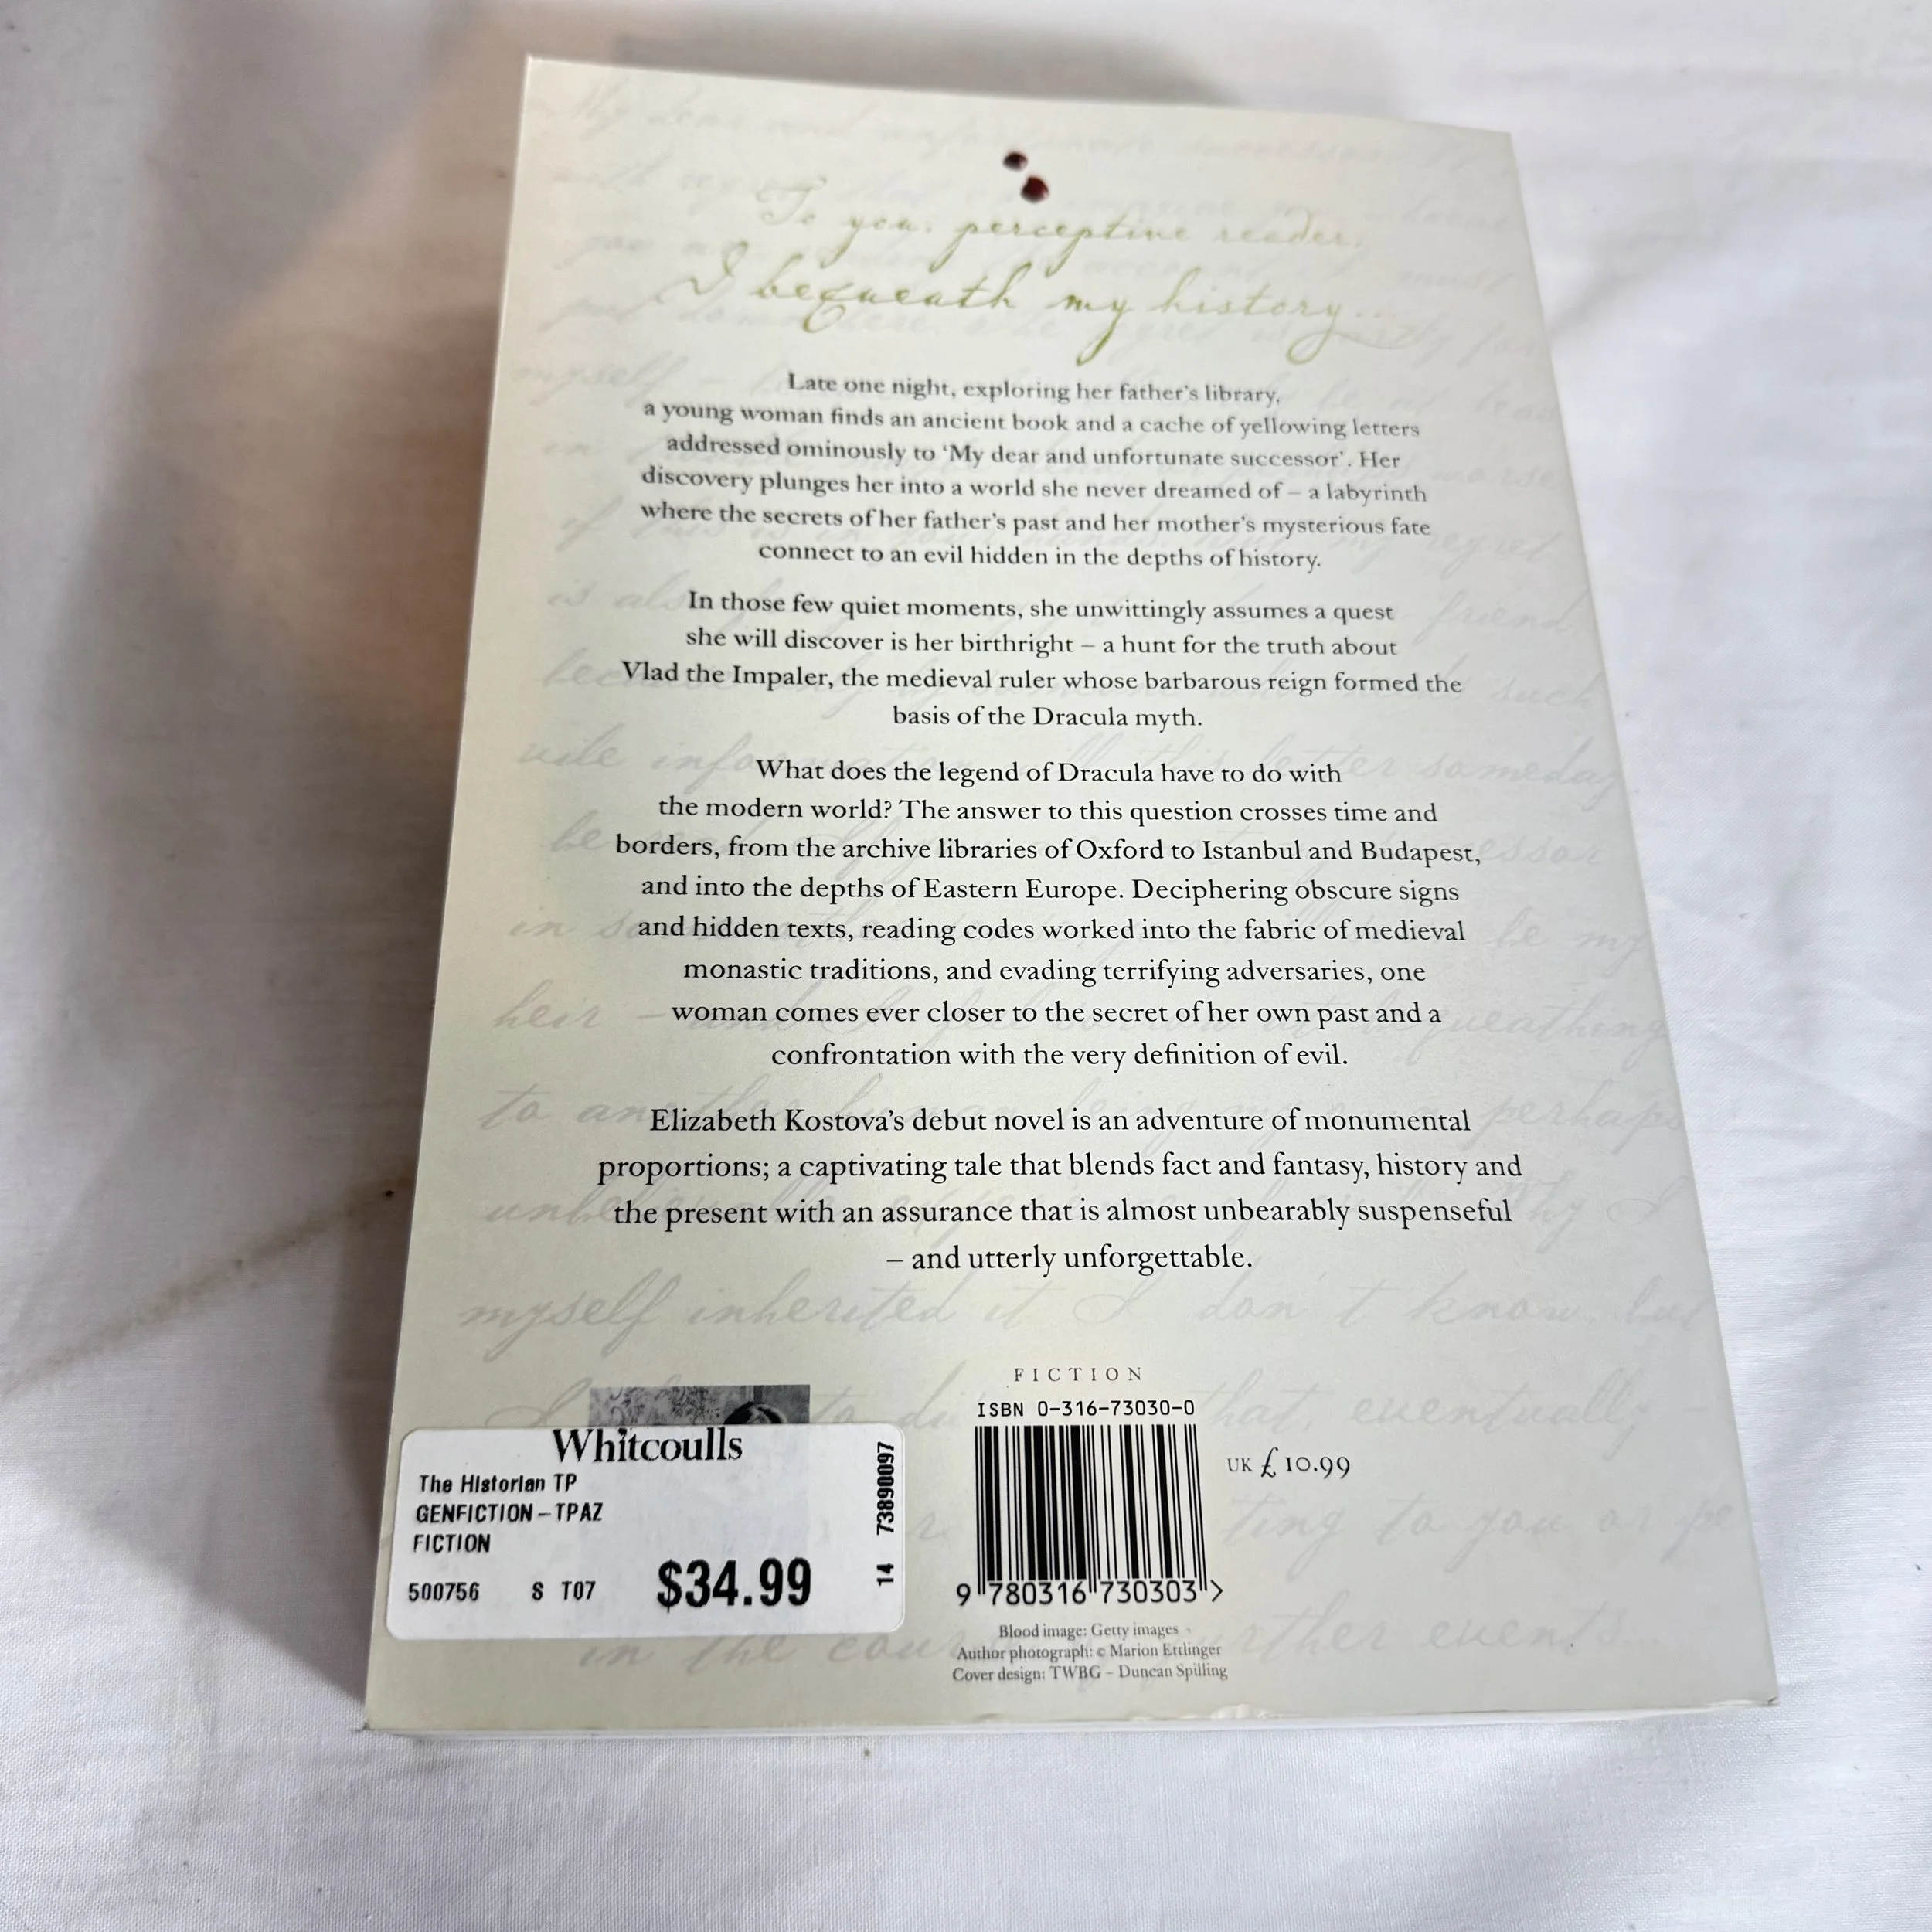 To you, perceptive reader,
I bequeath my history...
Late one night, exploring her father's library,
a young woman finds an ancient book and a cache of yellowing letters
addressed ominously to ‘My dear and unfortunate successor’. Her
discovery plunges her into a world she never dreamed of – a labyrinth
where the secrets of her father's past and her mother's mysterious fate
connect to an evil hidden in the depths of history.
In those few quiet moments, she unwittingly assumes a quest
she will discover is her birthright – a hunt for the truth about
Vlad the Impaler, the medieval ruler whose barbarous reign formed the
basis of the Dracula myth.
What does the legend of Dracula have to do with
the modern world? The answer to this question crosses time and
borders, from the archive libraries of Oxford to Istanbul and Budapest,
and into the depths of Eastern Europe. Deciphering obscure signs
and hidden texts, reading codes worked into the fabric of medieval
monastic traditions, and evading terrifying adversaries, one
woman comes ever closer to the secret of her own past and a
confrontation with the very definition of evil.
Elizabeth Kostova's debut novel is an adventure of monumental
proportions; a captivating tale that blends fact and fantasy, history and
the present with an assurance that is almost unbearably suspenseful
– and utterly unforgettable.
myself inherited it I don't know, but
FICTION
ISBN 0-316-73030-0
that eventually
Whitcoulls
The Historian TP
GENFICTION – TPAZ
FICTION
500756 S T07 $34.99
14 73890097
UK £10.99
9 780316 730303 >
Blood image: Getty images
Author photograph: © Marion Ettlinger
Cover design: TWBG – Duncan Spilling